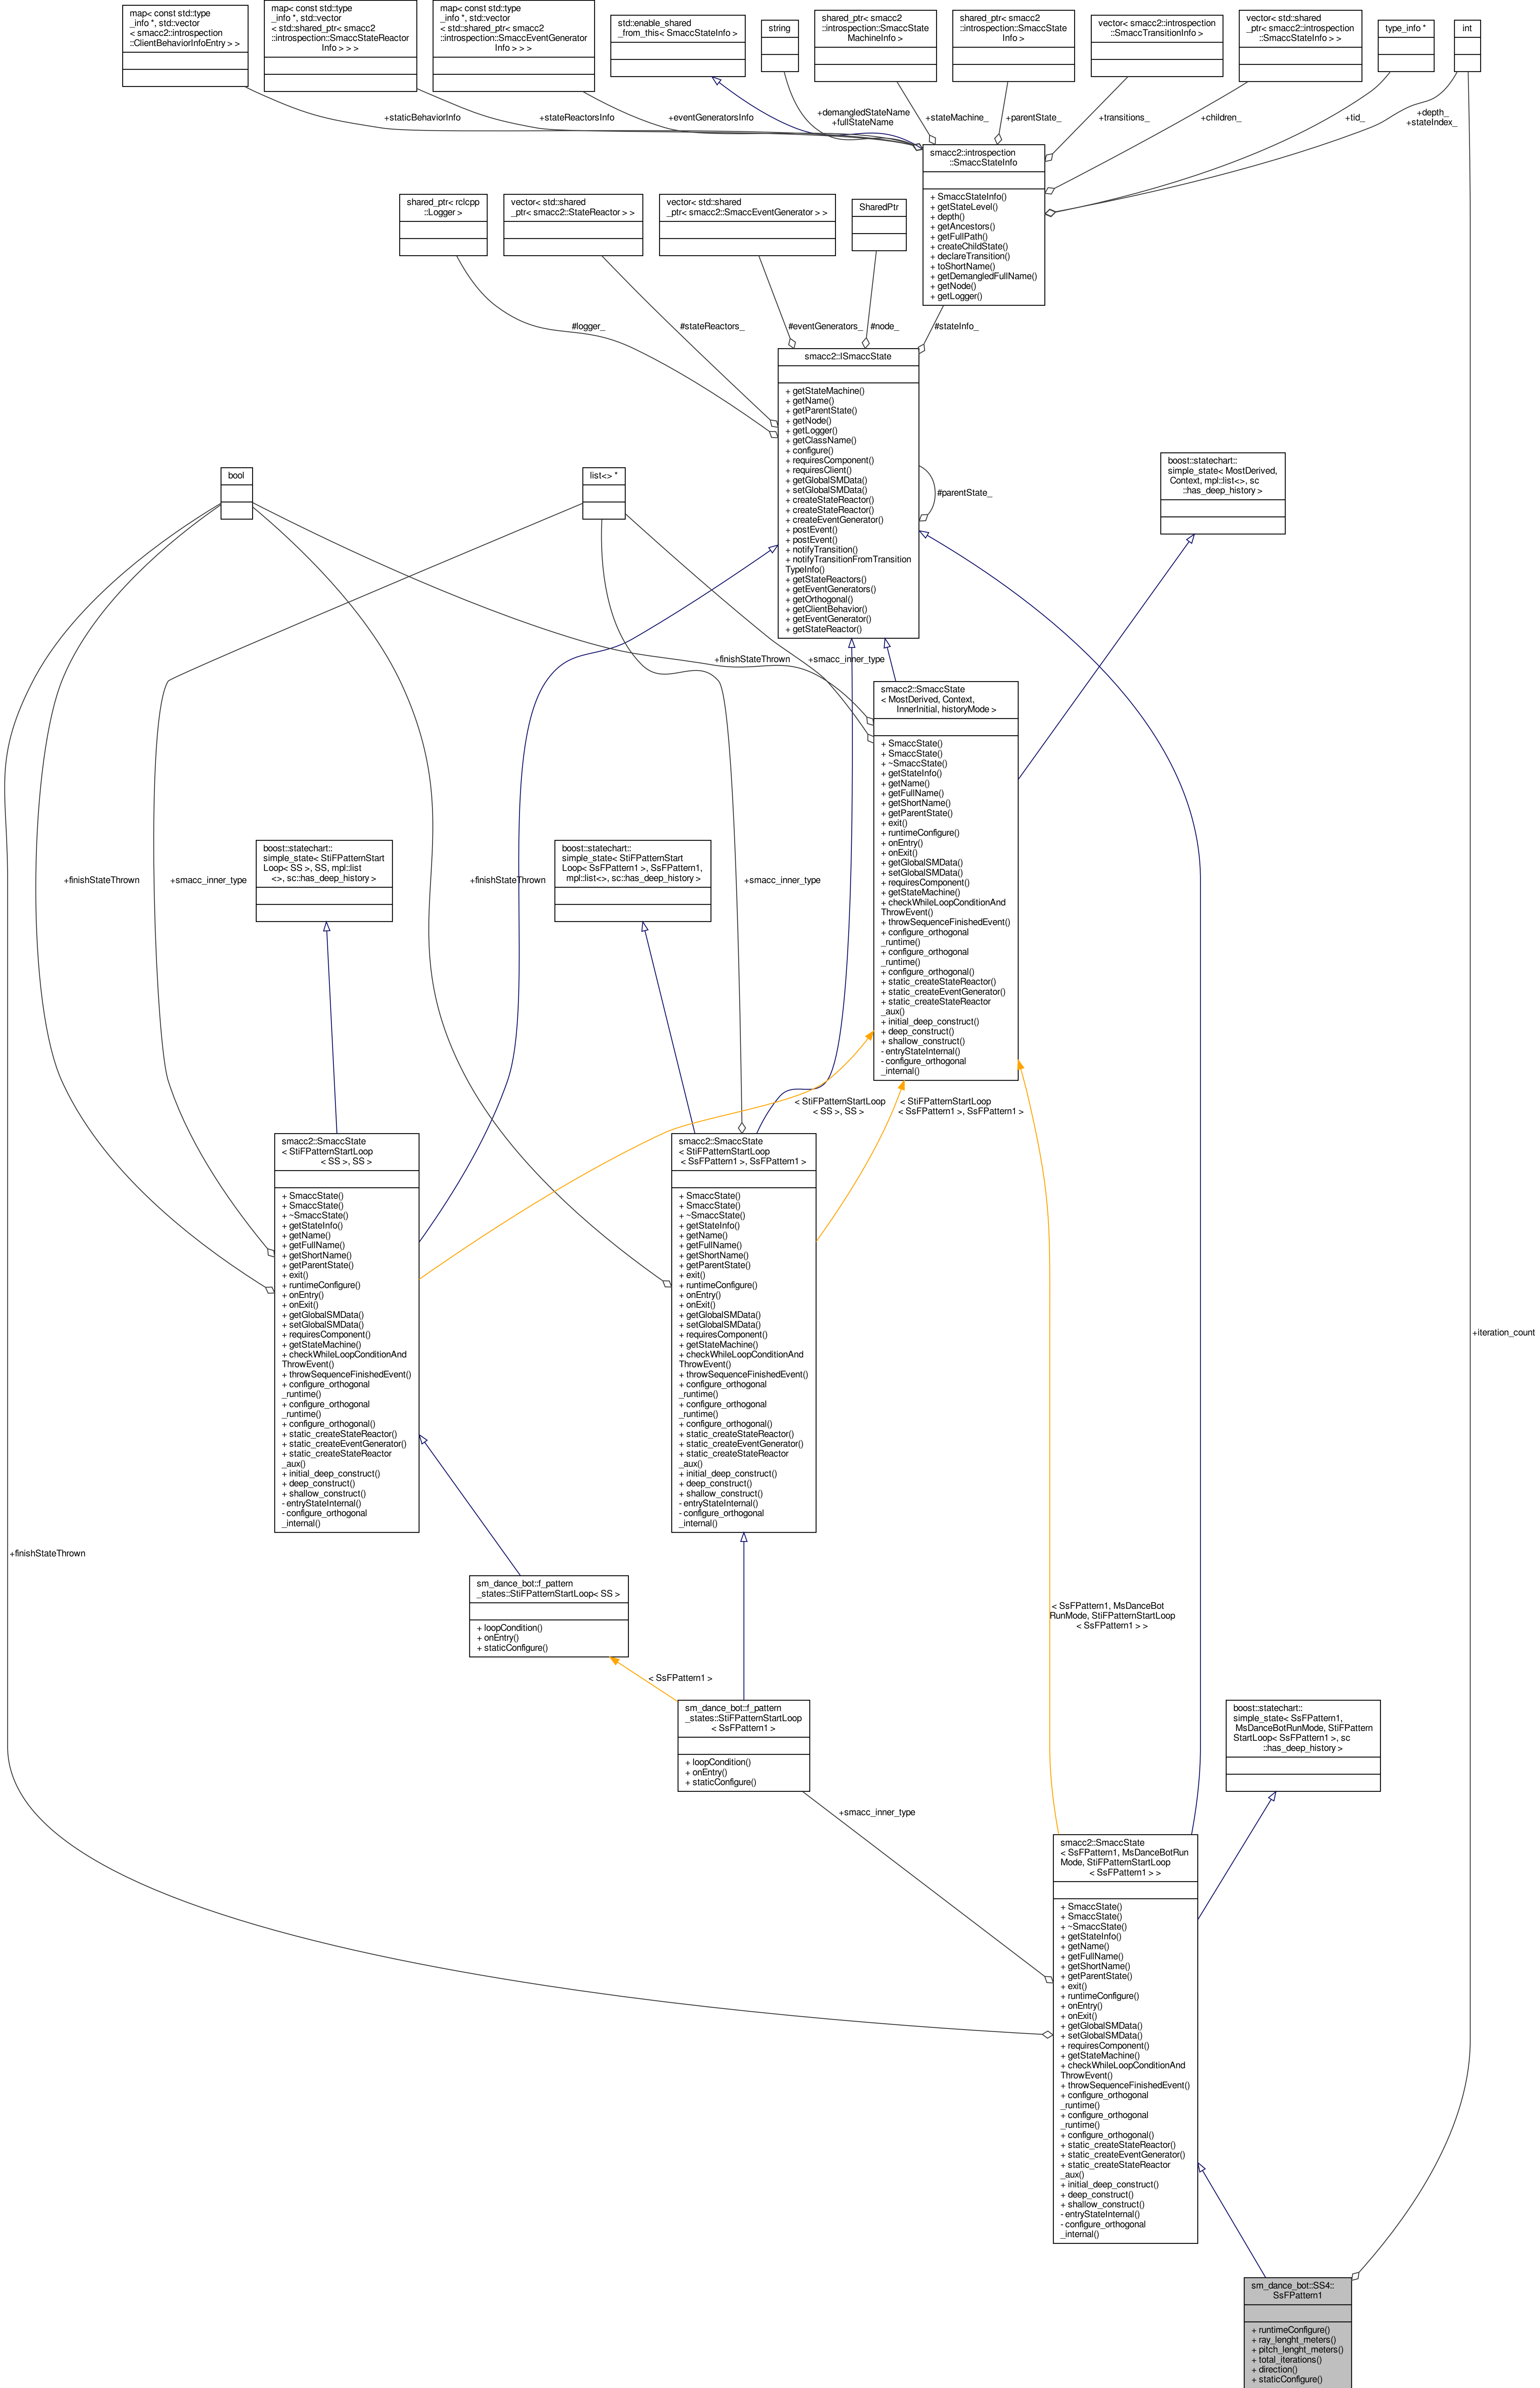 map< const std::type
_info *, std::vector
< smacc2::introspection
::ClientBehaviorInfoEntry > >
map< const std::type
_info *, std::vector
< std::shared_ptr< smacc2
::introspection::SmaccStateReactor
Info > > >
map< const std::type
_info *, std::vector
< std::shared_ptr< smacc2
::introspection::SmaccEventGenerator
Info > > >
std::enable_shared
_from_this< SmaccStateInfo >
string
shared_ptr< smacc2
::introspection::SmaccState
MachineInfo >
shared_ptr< smacc2
::introspection::SmaccState
Info >
vector< smacc2::introspection
::SmaccTransitionInfo >
vector< std::shared
_ptr< smacc2::introspection
::SmaccStateInfo > >
type_info *
int
+staticBehaviorInfo
+stateReactorsInfo
+eventGeneratorsInfo
+demangledStateName
+fullStateName
+stateMachine_
+parentState_
+transitions_
+children_
+tid_
+depth_
+stateIndex_
smacc2::introspection
::SmaccStateInfo
+ SmaccStateInfo()
+ getStateLevel()
+ depth()
+ getAncestors()
+ getFullPath()
+ createChildState()
+ declareTransition()
+ toShortName()
+ getDemangledFullName()
+ getNode()
+ getLogger()
shared_ptr< rclcpp
::Logger >
vector< std::shared
_ptr< smacc2::StateReactor > >
vector< std::shared
_ptr< smacc2::SmaccEventGenerator > >
SharedPtr
#logger_
#stateReactors_
#eventGenerators_
#node_
#stateInfo_
smacc2::ISmaccState
+ getStateMachine()
+ getName()
+ getParentState()
+ getNode()
+ getLogger()
+ getClassName()
+ configure()
+ requiresComponent()
+ requiresClient()
+ getGlobalSMData()
+ setGlobalSMData()
+ createStateReactor()
+ createStateReactor()
+ createEventGenerator()
+ postEvent()
+ postEvent()
+ notifyTransition()
+ notifyTransitionFromTransition
TypeInfo()
+ getStateReactors()
+ getEventGenerators()
+ getOrthogonal()
+ getClientBehavior()
+ getEventGenerator()
+ getStateReactor()
#parentState_
bool
list<> *
boost::statechart::
simple_state< MostDerived,
Context, mpl::list<>, sc
::has_deep_history >
+finishStateThrown
+smacc_inner_type
smacc2::SmaccState
< MostDerived, Context,
InnerInitial, historyMode >
+ SmaccState()
+ SmaccState()
+ ~SmaccState()
+ getStateInfo()
+ getName()
+ getFullName()
+ getShortName()
+ getParentState()
+ exit()
+ runtimeConfigure()
+ onEntry()
+ onExit()
+ getGlobalSMData()
+ setGlobalSMData()
+ requiresComponent()
+ getStateMachine()
+ checkWhileLoopConditionAnd
ThrowEvent()
+ throwSequenceFinishedEvent()
+ configure_orthogonal
_runtime()
+ configure_orthogonal
_runtime()
+ configure_orthogonal()
+ static_createStateReactor()
+ static_createEventGenerator()
+ static_createStateReactor
_aux()
+ initial_deep_construct()
+ deep_construct()
+ shallow_construct()
- entryStateInternal()
- configure_orthogonal
_internal()
boost::statechart::
simple_state< StiFPatternStart
Loop< SS >, SS, mpl::list
<>, sc::has_deep_history >
boost::statechart::
simple_state< StiFPatternStart
Loop< SsFPattern1 >, SsFPattern1,
mpl::list<>, sc::has_deep_history >
+finishStateThrown
+smacc_inner_type
+finishStateThrown
+smacc_inner_type
< StiFPatternStartLoop
< SS >, SS >
< StiFPatternStartLoop
< SsFPattern1 >, SsFPattern1 >
smacc2::SmaccState
< StiFPatternStartLoop
< SS >, SS >
+ SmaccState()
+ SmaccState()
+ ~SmaccState()
+ getStateInfo()
+ getName()
+ getFullName()
+ getShortName()
+ getParentState()
+ exit()
+ runtimeConfigure()
+ onEntry()
+ onExit()
+ getGlobalSMData()
+ setGlobalSMData()
+ requiresComponent()
+ getStateMachine()
+ checkWhileLoopConditionAnd
ThrowEvent()
+ throwSequenceFinishedEvent()
+ configure_orthogonal
_runtime()
+ configure_orthogonal
_runtime()
+ configure_orthogonal()
+ static_createStateReactor()
+ static_createEventGenerator()
+ static_createStateReactor
_aux()
+ initial_deep_construct()
+ deep_construct()
+ shallow_construct()
- entryStateInternal()
- configure_orthogonal
_internal()
smacc2::SmaccState
< StiFPatternStartLoop
< SsFPattern1 >, SsFPattern1 >
+ SmaccState()
+ SmaccState()
+ ~SmaccState()
+ getStateInfo()
+ getName()
+ getFullName()
+ getShortName()
+ getParentState()
+ exit()
+ runtimeConfigure()
+ onEntry()
+ onExit()
+ getGlobalSMData()
+ setGlobalSMData()
+ requiresComponent()
+ getStateMachine()
+ checkWhileLoopConditionAnd
ThrowEvent()
+ throwSequenceFinishedEvent()
+ configure_orthogonal
_runtime()
+ configure_orthogonal
_runtime()
+ configure_orthogonal()
+ static_createStateReactor()
+ static_createEventGenerator()
+ static_createStateReactor
_aux()
+ initial_deep_construct()
+ deep_construct()
+ shallow_construct()
- entryStateInternal()
- configure_orthogonal
_internal()
+iteration_count
+finishStateThrown
sm_dance_bot::f_pattern
_states::StiFPatternStartLoop< SS >
+ loopCondition()
+ onEntry()
+ staticConfigure()
< SsFPattern1, MsDanceBot
RunMode, StiFPatternStartLoop
< SsFPattern1 > >
< SsFPattern1 >
sm_dance_bot::f_pattern
_states::StiFPatternStartLoop
< SsFPattern1 >
+ loopCondition()
+ onEntry()
+ staticConfigure()
boost::statechart::
simple_state< SsFPattern1,
MsDanceBotRunMode, StiFPattern
StartLoop< SsFPattern1 >, sc
::has_deep_history >
+smacc_inner_type
smacc2::SmaccState
< SsFPattern1, MsDanceBotRun
Mode, StiFPatternStartLoop
< SsFPattern1 > >
+ SmaccState()
+ SmaccState()
+ ~SmaccState()
+ getStateInfo()
+ getName()
+ getFullName()
+ getShortName()
+ getParentState()
+ exit()
+ runtimeConfigure()
+ onEntry()
+ onExit()
+ getGlobalSMData()
+ setGlobalSMData()
+ requiresComponent()
+ getStateMachine()
+ checkWhileLoopConditionAnd
ThrowEvent()
+ throwSequenceFinishedEvent()
+ configure_orthogonal
_runtime()
+ configure_orthogonal
_runtime()
+ configure_orthogonal()
+ static_createStateReactor()
+ static_createEventGenerator()
+ static_createStateReactor
_aux()
+ initial_deep_construct()
+ deep_construct()
+ shallow_construct()
- entryStateInternal()
- configure_orthogonal
_internal()
sm_dance_bot::SS4::
SsFPattern1
+ runtimeConfigure()
+ ray_lenght_meters()
+ pitch_lenght_meters()
+ total_iterations()
+ direction()
+ staticConfigure()